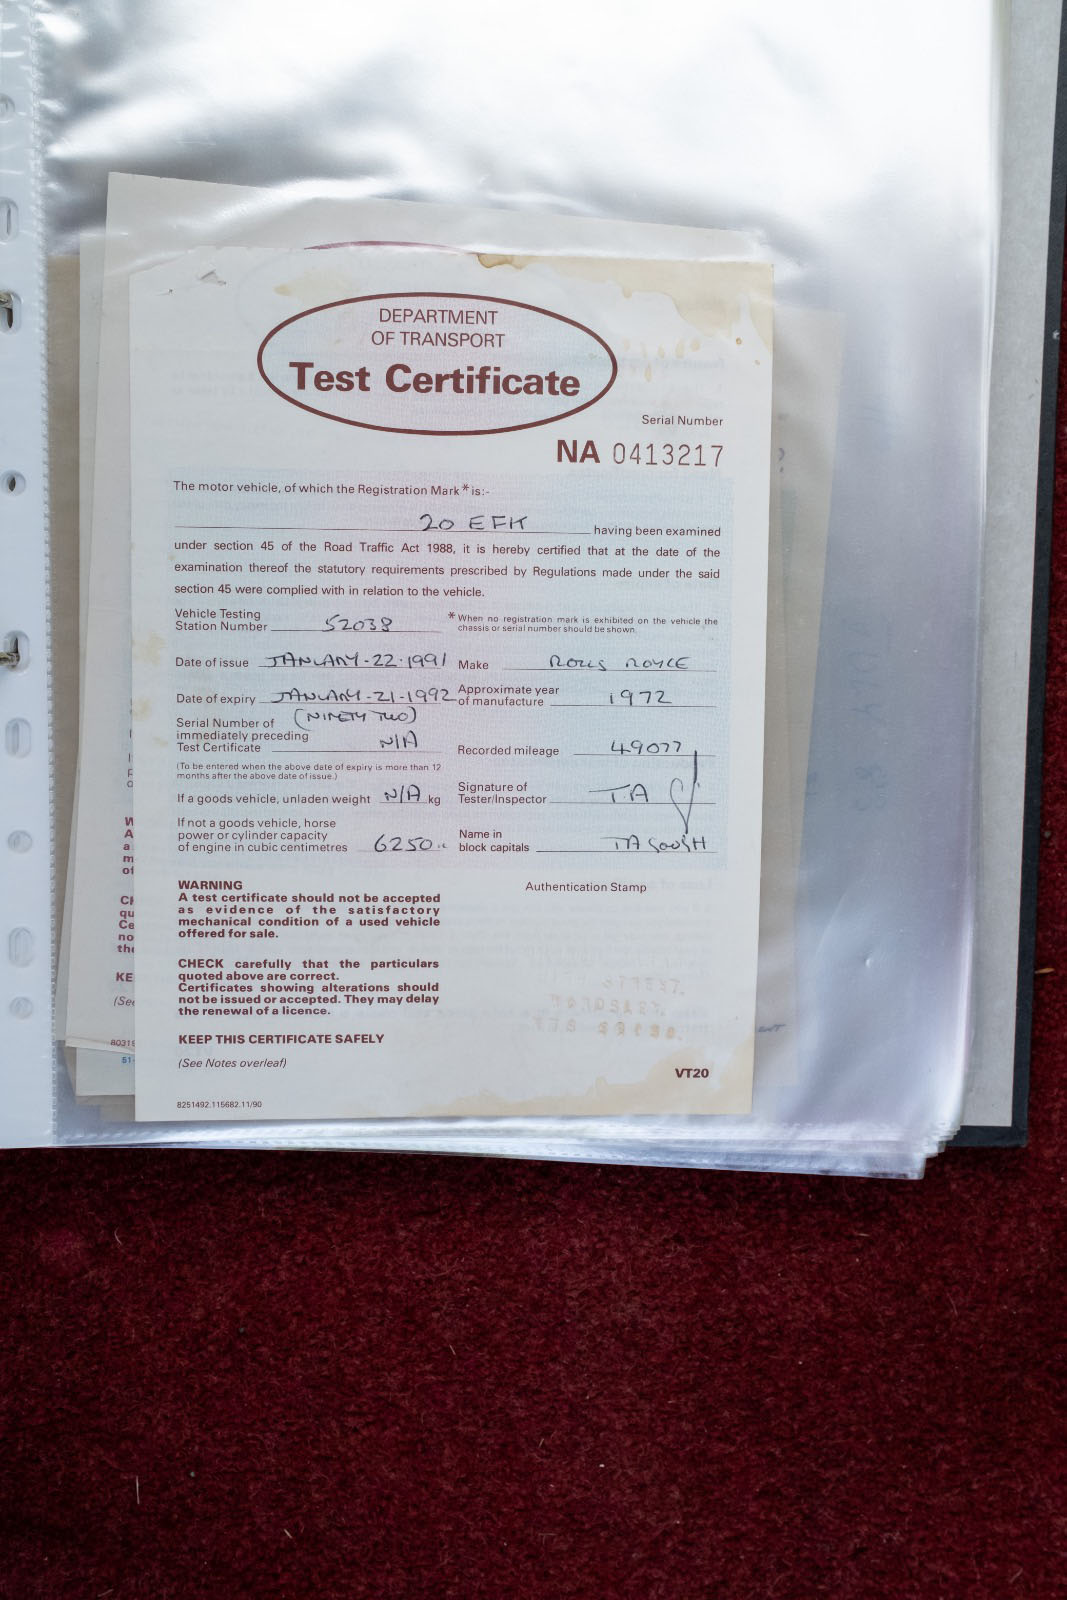 DEPARTMENT
OF TRANSPORT
Test Certificate
Serial Number
NA 0413217
The motor vehicle, of which the Registration Mark * is:-
20 EFK having been examined
under section 45 of the Road Traffic Act 1988, it is hereby certified that at the date of the
examination thereof the statutory requirements prescribed by Regulations made under the said
section 45 were complied with in relation to the vehicle.
Vehicle Testing
Station Number 52038
* When no registration mark is exhibited on the vehicle the
chassis or serial number should be shown.
Date of issue JANUARY-22-1991
Make ROLLS ROYCE
Date of expiry JANUARY-21-1992
(NINETY TWO)
Approximate year
of manufacture 1972
Serial Number of
immediately preceding
Test Certificate N/A
Recorded mileage 49077
(To be entered when the above date of expiry is more than 12
months after the above date of issue.)
If a goods vehicle, unladen weight N/A kg
Signature of
Tester/Inspector T.A
If not a goods vehicle, horse
power or cylinder capacity
of engine in cubic centimetres 6250
Name in
block capitals
WARNING
A test certificate should not be accepted
as evidence of the satisfactory
mechanical condition of a used vehicle
offered for sale.
Authentication Stamp
CHECK carefully that the particulars
quoted above are correct.
Certificates showing alterations should
not be issued or accepted. They may delay
the renewal of a licence.
KEEP THIS CERTIFICATE SAFELY
(See Notes overleaf)
VT20
8251492.115682.11/90